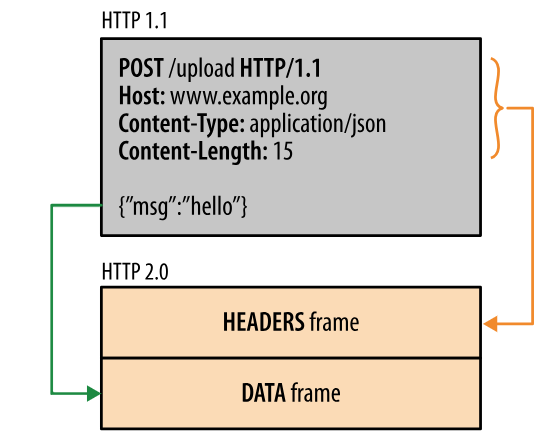 HTTP 1.1
POST /upload HTTP/1.1
Host: www.example.org
Content-Type: application/json
Content-Length: 15
{”msg”:”hello”}
HTTP 2.0
HEADERS frame
DATA frame